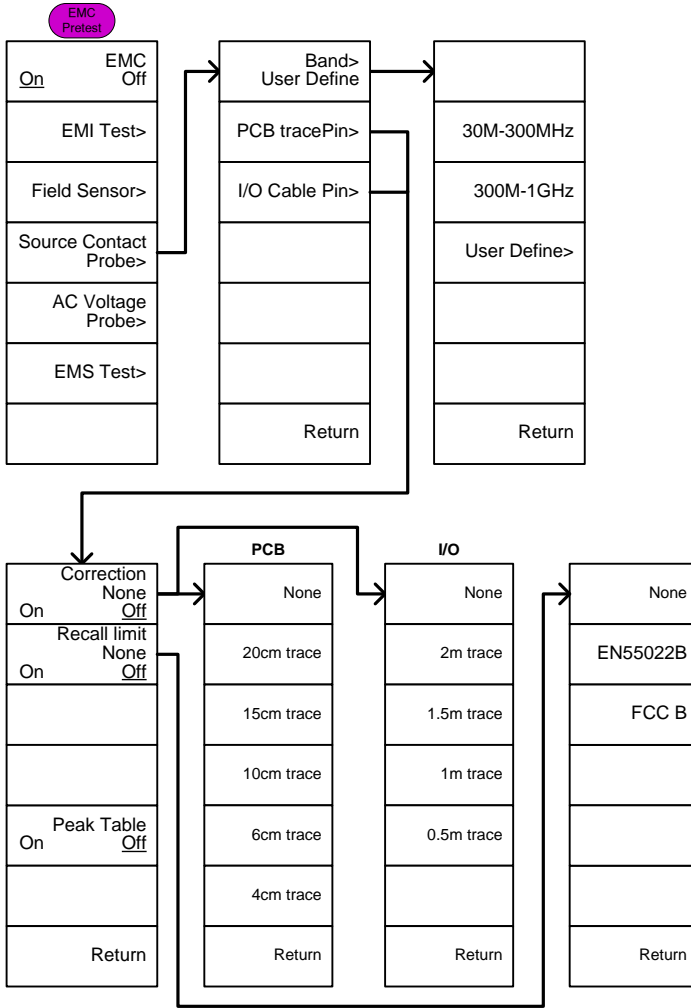 EMC
Pretest
EMC
On Off
EMI Test>
Field Sensor>
Source Contact
Probe>
AC Voltage
Probe>
EMS Test>
Band>
User Define
PCB tracePin>
I/O Cable Pin>
Return
30M-300MHz
300M-1GHz
User Define>
Return
Correction
None
On Off
Recall limit
None
On Off
Peak Table
On Off
Return
PCB
None
20cm trace
15cm trace
10cm trace
6cm trace
4cm trace
Return
I/O
None
2m trace
1.5m trace
1m trace
0.5m trace
Return
None
EN55022B
FCC B
Return